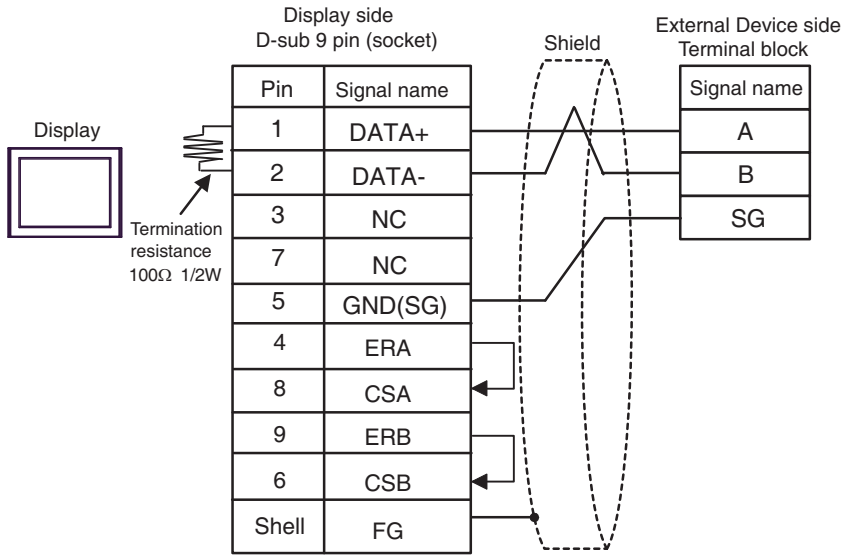 Display side
D-sub 9 pin (socket)
Shield
External Device side
Terminal block
Display
Termination
resistance
100Ω 1/2W
Pin Signal name
1 DATA+
2 DATA-
3 NC
7 NC
5 GND(SG)
4 ERA
8 CSA
9 ERB
6 CSB
Shell FG
Signal name
A
B
SG